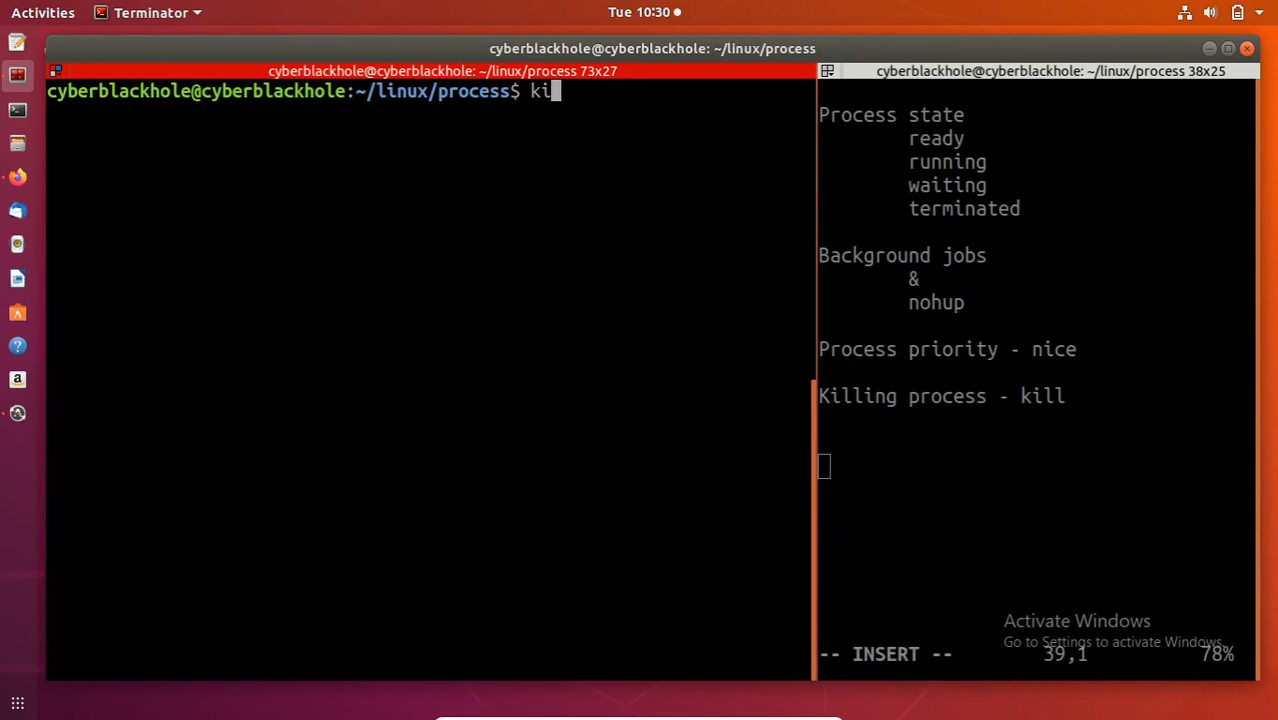 Activities Terminator Tue 10:30
cyberblackhole@cyberblackhole: ~/linux/process
cyberblackhole@cyberblackhole: ~/linux/process 73x27
cyberblackhole@cyberblackhole:~/linux/process$ ki
cyberblackhole@cyberblackhole: ~/linux/process 38x25
Process state
ready
running
waiting
terminated
Background jobs
&
nohup
Process priority - nice
Killing process - kill
Activate Windows
Go to Settings to activate Windows.
-- INSERT -- 39,1 78%